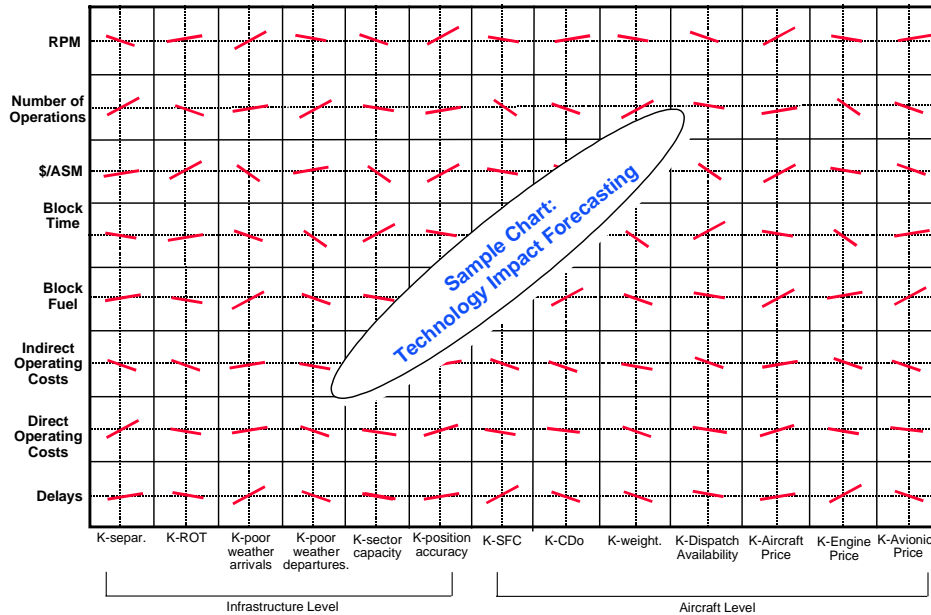 RPM
Number of
Operations
$/ASM
Block
Time
Block
Fuel
Indirect
Operating
Costs
Direct
Operating
Costs
Delays
Sample Chart:
Technology Impact Forecasting
K-separ.
K-ROT
K-poor
weather
arrivals
K-poor
weather
departures.
K-sector
capacity
K-position
accuracy
K-SFC
K-CDo
K-weight.
K-Dispatch
Availability
K-Aircraft
Price
K-Engine
Price
K-Avionic
Price
Infrastructure Level
Aircraft Level